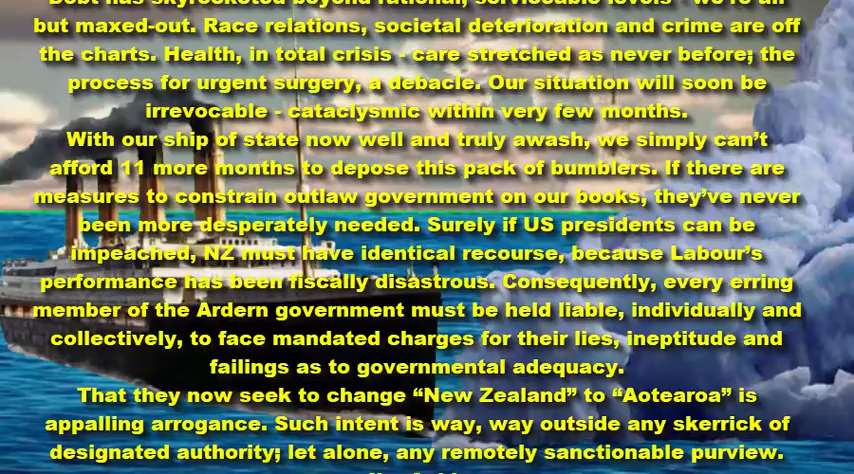 Debt has skyrocketed beyond rational, serviceable levels - we're all
but maxed-out. Race relations, societal deterioration and crime are off
the charts. Health, in total crisis - care stretched as never before; the
process for urgent surgery, a debacle. Our situation will soon be
irrevocable - cataclysmic within very few months.
With our ship of state now well and truly awash, we simply can’t
afford 11 more months to depose this pack of bumblers. If there are
measures to constrain outlaw government on our books, they’ve never
been more desperately needed. Surely if US presidents can be
impeached, NZ must have identical recourse, because Labour’s
performance has been fiscally disastrous. Consequently, every erring
member of the Ardern government must be held liable, individually and
collectively, to face mandated charges for their lies, ineptitude and
failings as to governmental adequacy.
That they now seek to change “New Zealand” to “Aotearoa” is
appalling arrogance. Such intent is way, way outside any skerrick of
designated authority; let alone, any remotely sanctionable purview.